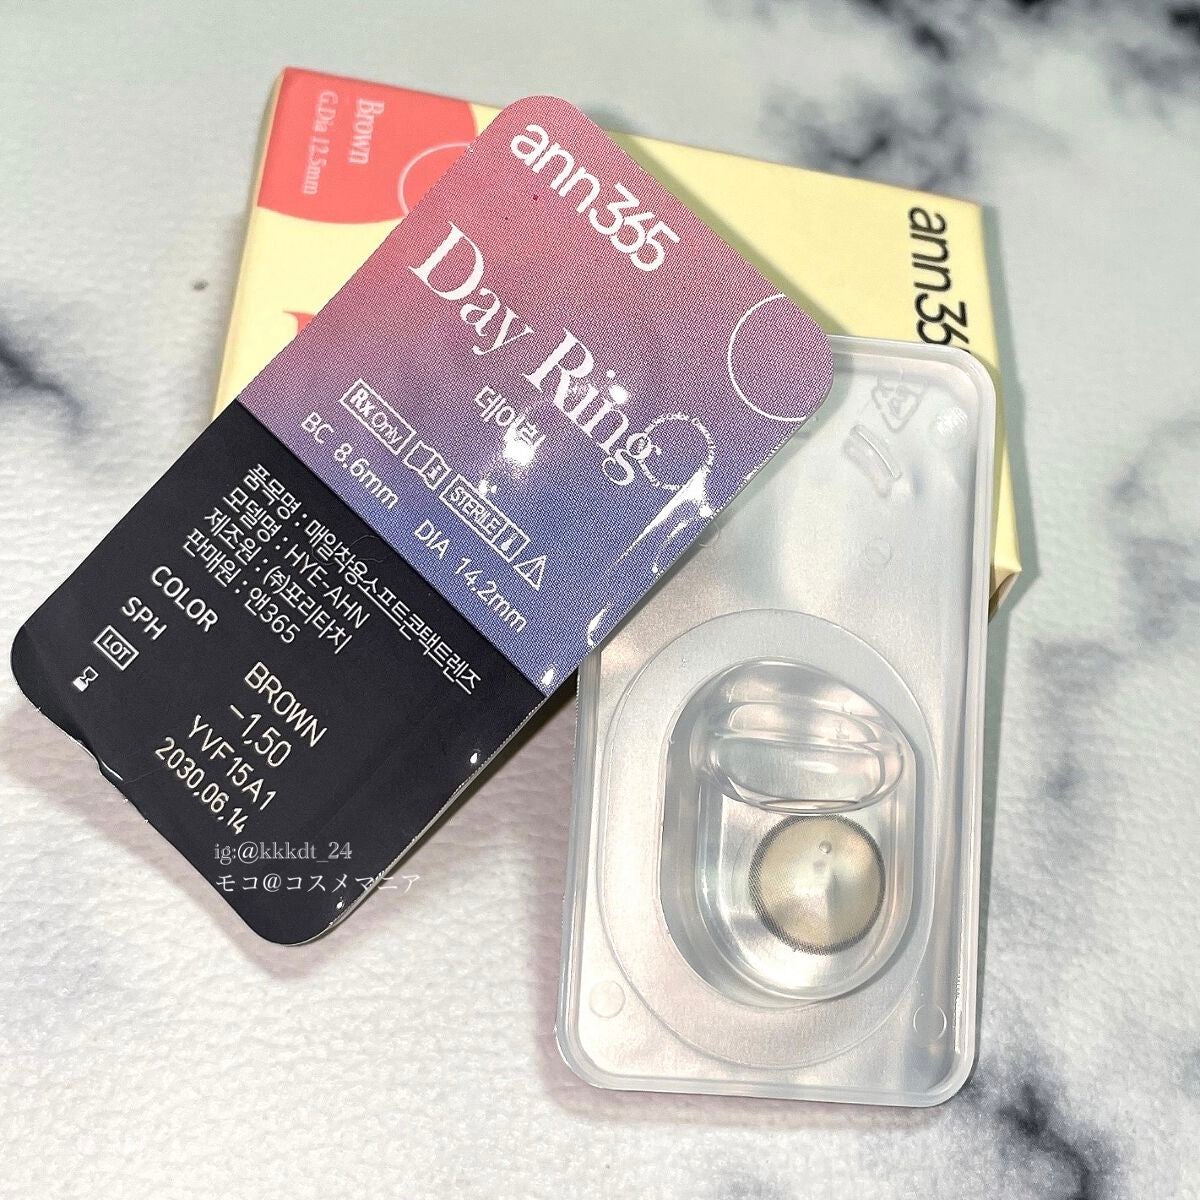 Brown
G.Dia 12.5mm
ann36
ann365
Day Ring
데이링
Rx Only
STERILE
BC 8.6mm DIA 14.2mm
품목명 : 매일착용소프트콘택트렌즈
모델명 : HYE-AHN
제조원 : ㈜프리타치
판매원 : 앤365
COLOR BROWN
SPH -1.50
LOT YVF15A1
2030.06.14
ig:@kkkdt_24
モコ@コスメマニア